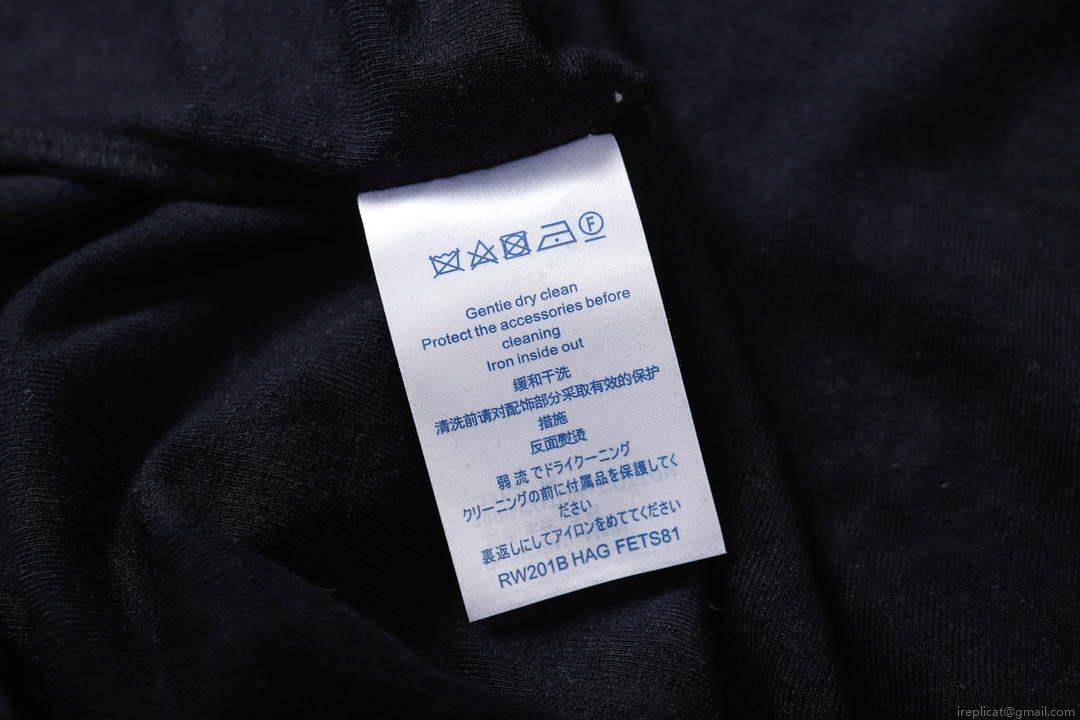 F
Gentie dry clean
Protect the accessories before
cleaning
Iron inside out
缓和干洗
清洗前请对配饰部分采取有效的保护
措施
反面熨烫
弱流でドライクーニング
クリーニングの前に付属品を保護してく
ださい
裏返しにしてアイロンをめててください
RW201B HAG FETS81
ireplicat@gmail.com